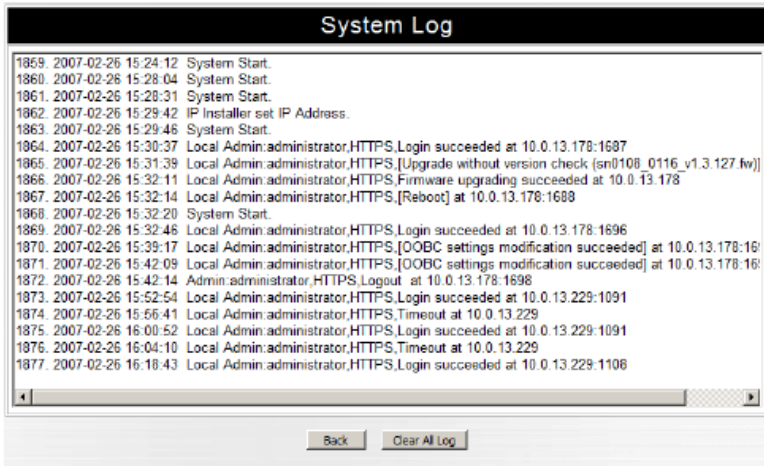 System Log
1859. 2007-02-26 15:24:12 System Start.
1860. 2007-02-26 15:28:04 System Start.
1861. 2007-02-26 15:28:31 System Start.
1862. 2007-02-26 15:29:42 IP Installer set IP Address.
1863. 2007-02-26 15:29:46 System Start.
1864. 2007-02-26 15:30:37 Local Admin:administrator,HTTPS,Login succeeded at 10.0.13.178:1687
1865. 2007-02-26 15:31:39 Local Admin:administrator,HTTPS,[Upgrade without version check (sn0108_0116_v1.3.127.fw)]
1866. 2007-02-26 15:32:11 Local Admin:administrator,HTTPS,Firmware upgrading succeeded at 10.0.13.178
1867. 2007-02-26 15:32:14 Local Admin:administrator,HTTPS,[Reboot] at 10.0.13.178:1688
1868. 2007-02-26 15:32:20 System Start.
1869. 2007-02-26 15:32:46 Local Admin:administrator,HTTPS,Login succeeded at 10.0.13.178:1696
1870. 2007-02-26 15:39:17 Local Admin:administrator,HTTPS,[OOBC settings modification succeeded] at 10.0.13.178:16
1871. 2007-02-26 15:42:09 Local Admin:administrator,HTTPS,[OOBC settings modification succeeded] at 10.0.13.178:16
1872. 2007-02-26 15:42:14 Admin:administrator,HTTPS,Logout at 10.0.13.178:1698
1873. 2007-02-26 15:52:54 Local Admin:administrator,HTTPS,Login succeeded at 10.0.13.229:1091
1874. 2007-02-26 15:56:41 Local Admin:administrator,HTTPS,Timeout at 10.0.13.229
1875. 2007-02-26 16:00:52 Local Admin:administrator,HTTPS,Login succeeded at 10.0.13.229:1091
1876. 2007-02-26 16:04:10 Local Admin:administrator,HTTPS,Timeout at 10.0.13.229
1877. 2007-02-26 16:18:43 Local Admin:administrator,HTTPS,Login succeeded at 10.0.13.229:1108
Back Clear All Log